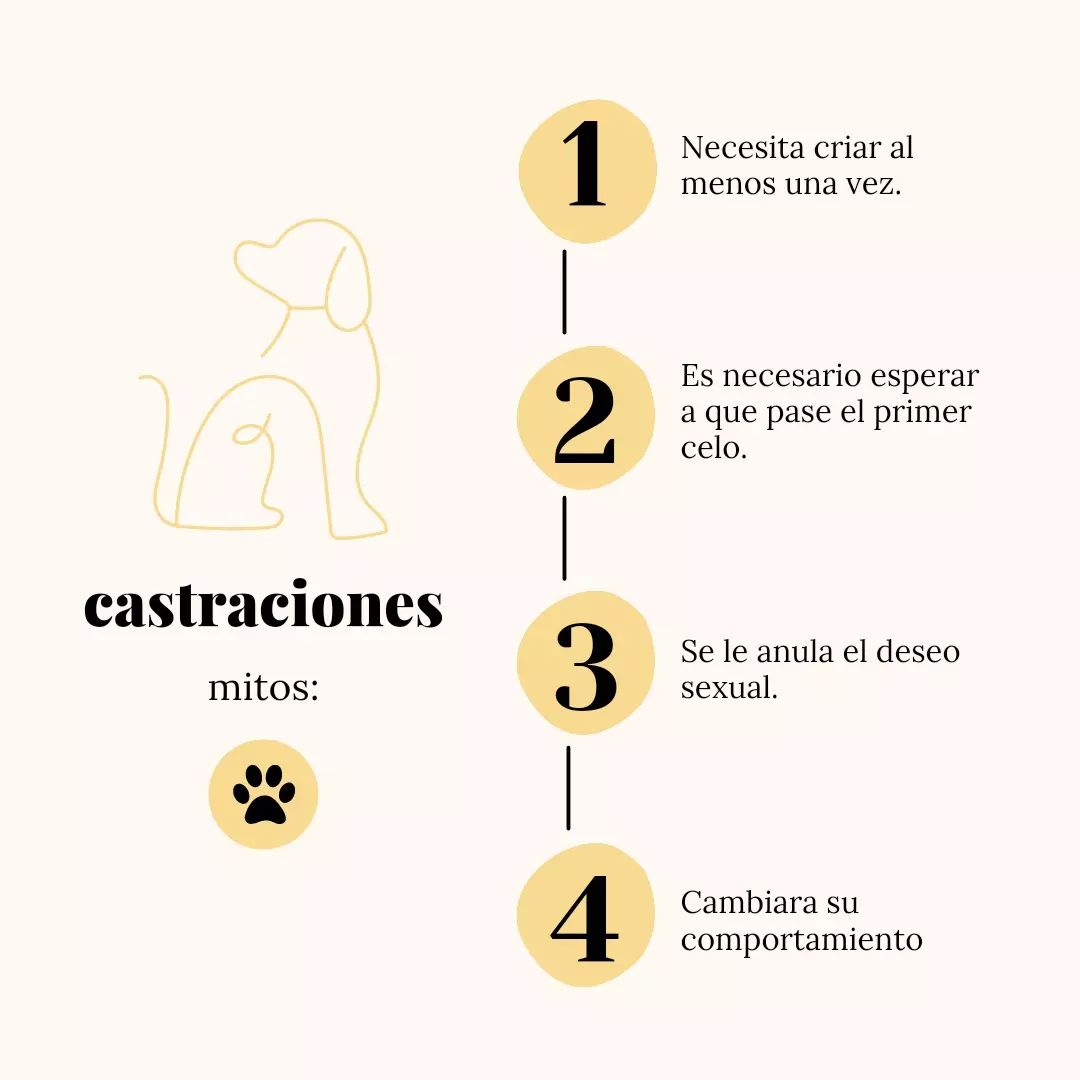 castraciones
mitos:
1
Necesita criar al
menos una vez.
2
Es necesario esperar
a que pase el primer
celo.
3
Se le anula el deseo
sexual.
4
Cambiara su
comportamiento